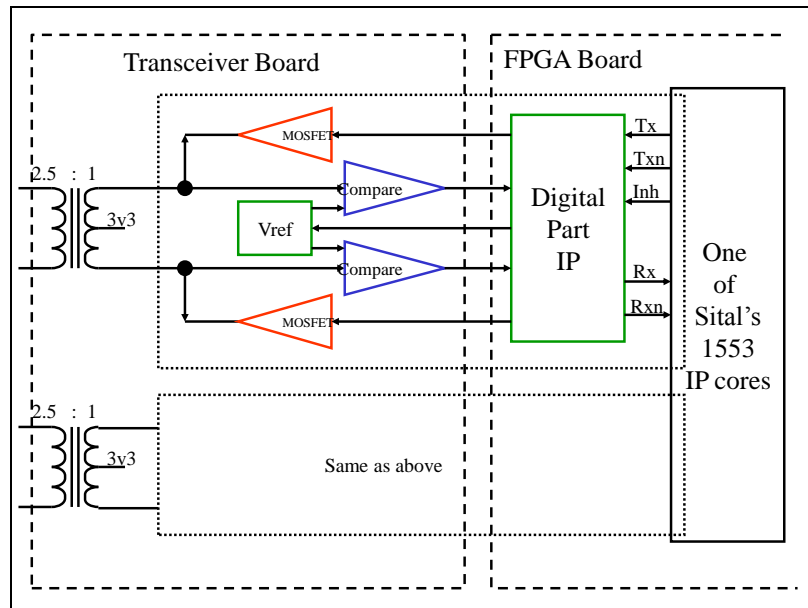 Transceiver Board
FPGA Board
MOSFET
Tx
Txn
Inh
2.5 : 1
3v3
Compare
Vref
Compare
MOSFET
Digital
Part
IP
Rx
Rxn
One
of
Sital's
1553
IP cores
2.5 : 1
3v3
Same as above